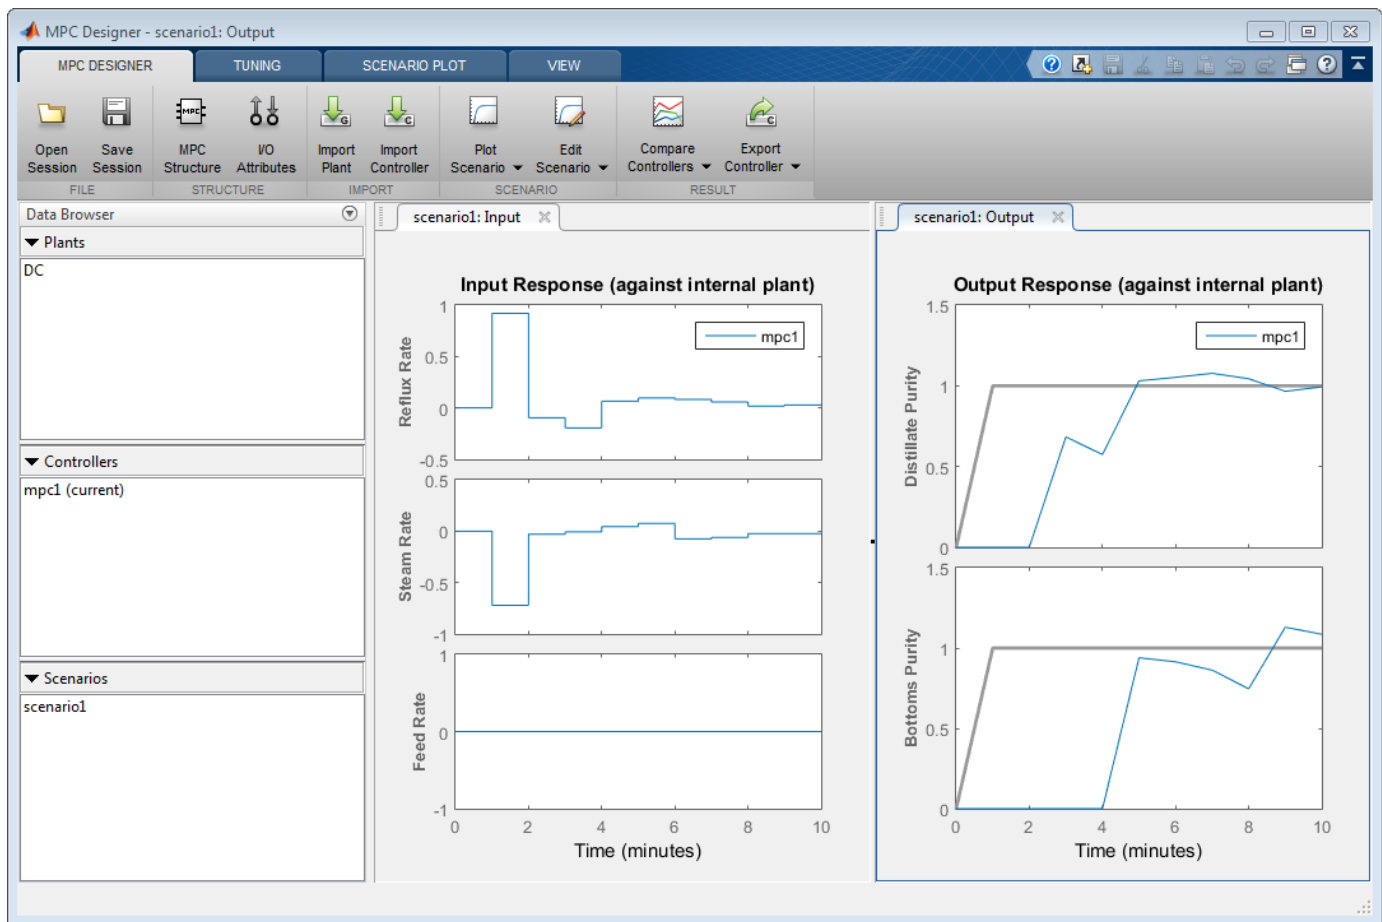 MPC Designer - scenario1: Output
MPC DESIGNER TUNING SCENARIO PLOT VIEW
MPC
G
C
C
Open Session
Save Session
MPC Structure
I/O Attributes
Import Plant
Import Controller
Plot Scenario
Edit Scenario
Compare Controllers
Export Controller
FILE STRUCTURE IMPORT SCENARIO RESULT
Data Browser
Plants
DC
Controllers
mpc1 (current)
Scenarios
scenario1
scenario1: Input
Input Response (against internal plant)
mpc1
Reflux Rate
1
0.5
0
-0.5
Steam Rate
0.5
0
-0.5
-1
Feed Rate
1
0
-1
0 2 4 6 8 10
Time (minutes)
scenario1: Output
Output Response (against internal plant)
mpc1
Distillate Purity
1.5
1
0.5
0
Bottoms Purity
1.5
1
0.5
0
0 2 4 6 8 10
Time (minutes)